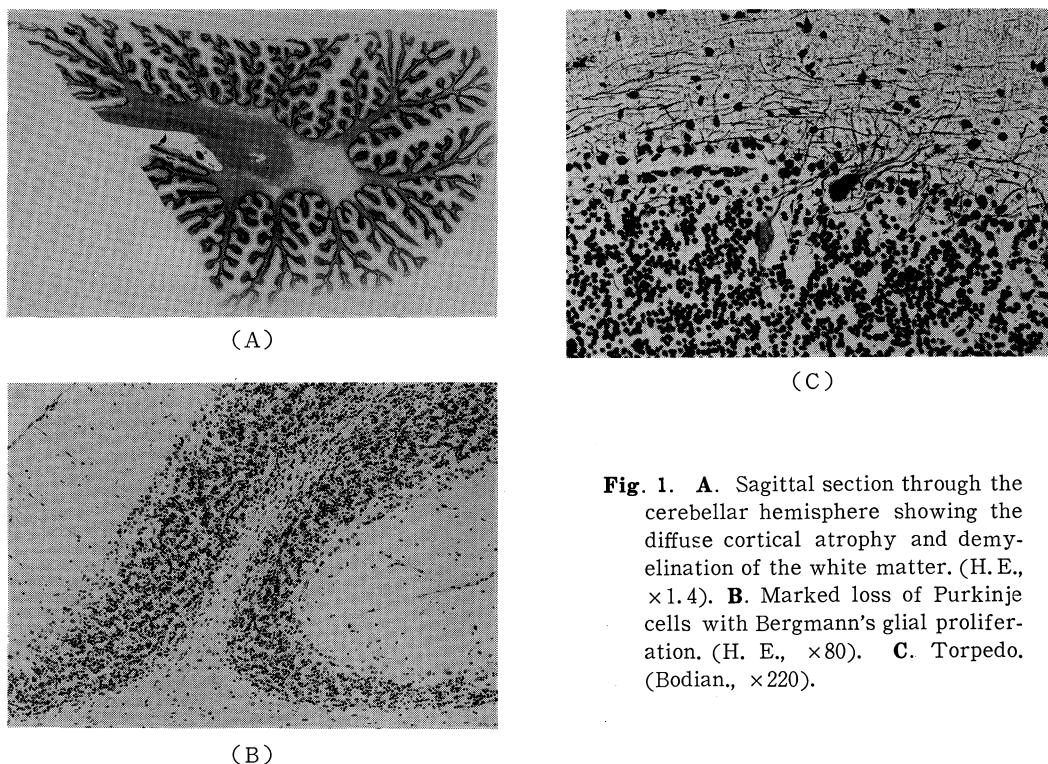 (A)
(C)
(B)
Fig. 1. A. Sagittal section through the
cerebellar hemisphere showing the
diffuse cortical atrophy and demy-
elination of the white matter. (H. E.,
×1.4). B. Marked loss of Purkinje
cells with Bergmann's glial prolifer-
ation. (H. E., ×80). C. Torpedo.
(Bodian., ×220).